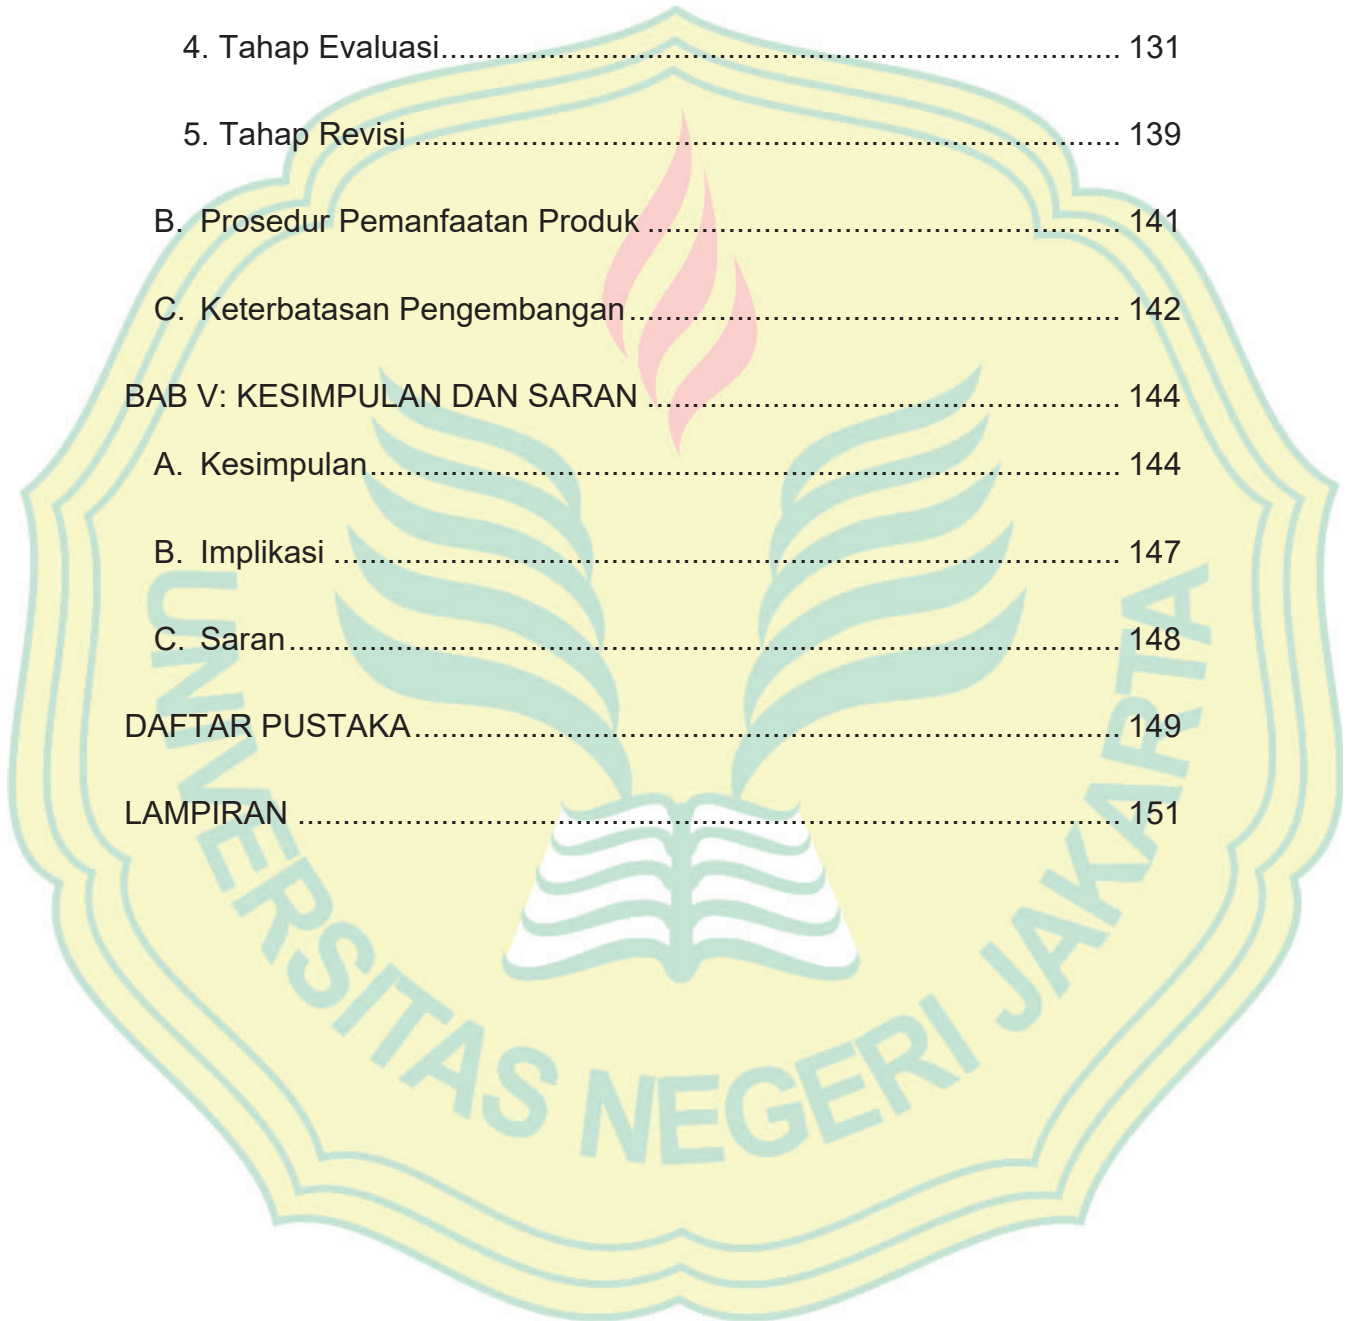 4. Tahap Evaluasi............................................................................ 131
5. Tahap Revisi ............................................................................... 139
B. Prosedur Pemanfaatan Produk ..................................................... 141
C. Keterbatasan Pengembangan....................................................... 142
BAB V: KESIMPULAN DAN SARAN ..................................................... 144
A. Kesimpulan.................................................................................... 144
B. Implikasi ........................................................................................ 147
C. Saran............................................................................................. 148
DAFTAR PUSTAKA............................................................................... 149
LAMPIRAN ............................................................................................ 151
UNIVERSITAS NEGERI JAKARTA